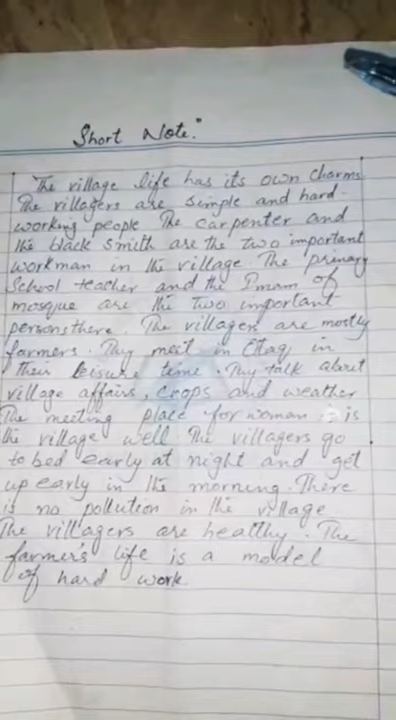 Short Note:
The village life has its own charms
The villagers are simple and hard-
working people The carpenter and
the black smith are the two important
workman in the village The primary
School teacher and the Imam of
mosque are the two important
persons there. The villagers are mostly
farmers. They meet in Otaq in
their leisure time. They talk about
village affairs, crops and weather
The meeting place for woman is
the village well The villagers go
to bed early at night and get
up early in the morning. There
is no pollution in the village
The villagers are healthy. The
farmer's life is a model
of hard work